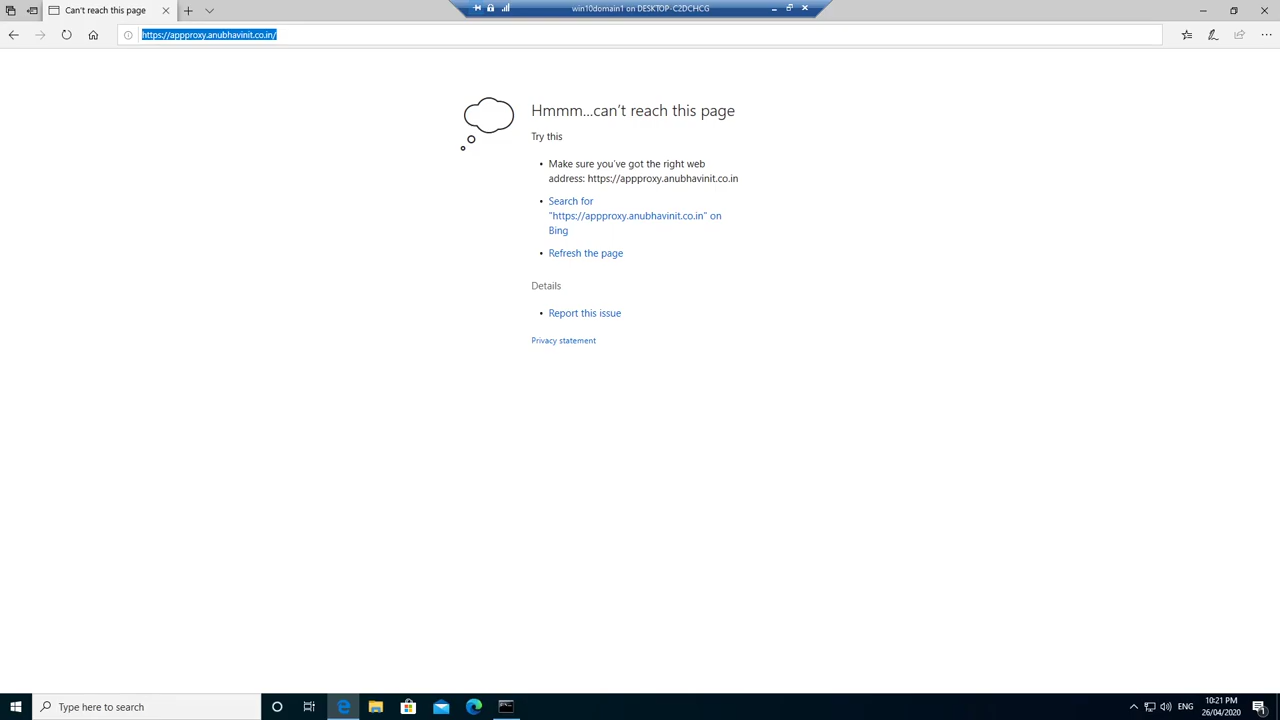 Can't reach this page
win10domain1 on DESKTOP-C2DCHCG
https://appproxy.anubhavinit.co.in/
Hmmm...can't reach this page
Try this
• Make sure you've got the right web
address: https://appproxy.anubhavinit.co.in
• Search for
"https://appproxy.anubhavinit.co.in" on
Bing
• Refresh the page
Details
• Report this issue
Privacy statement
Type here to search
ENG
10:21 PM
26/04/2020